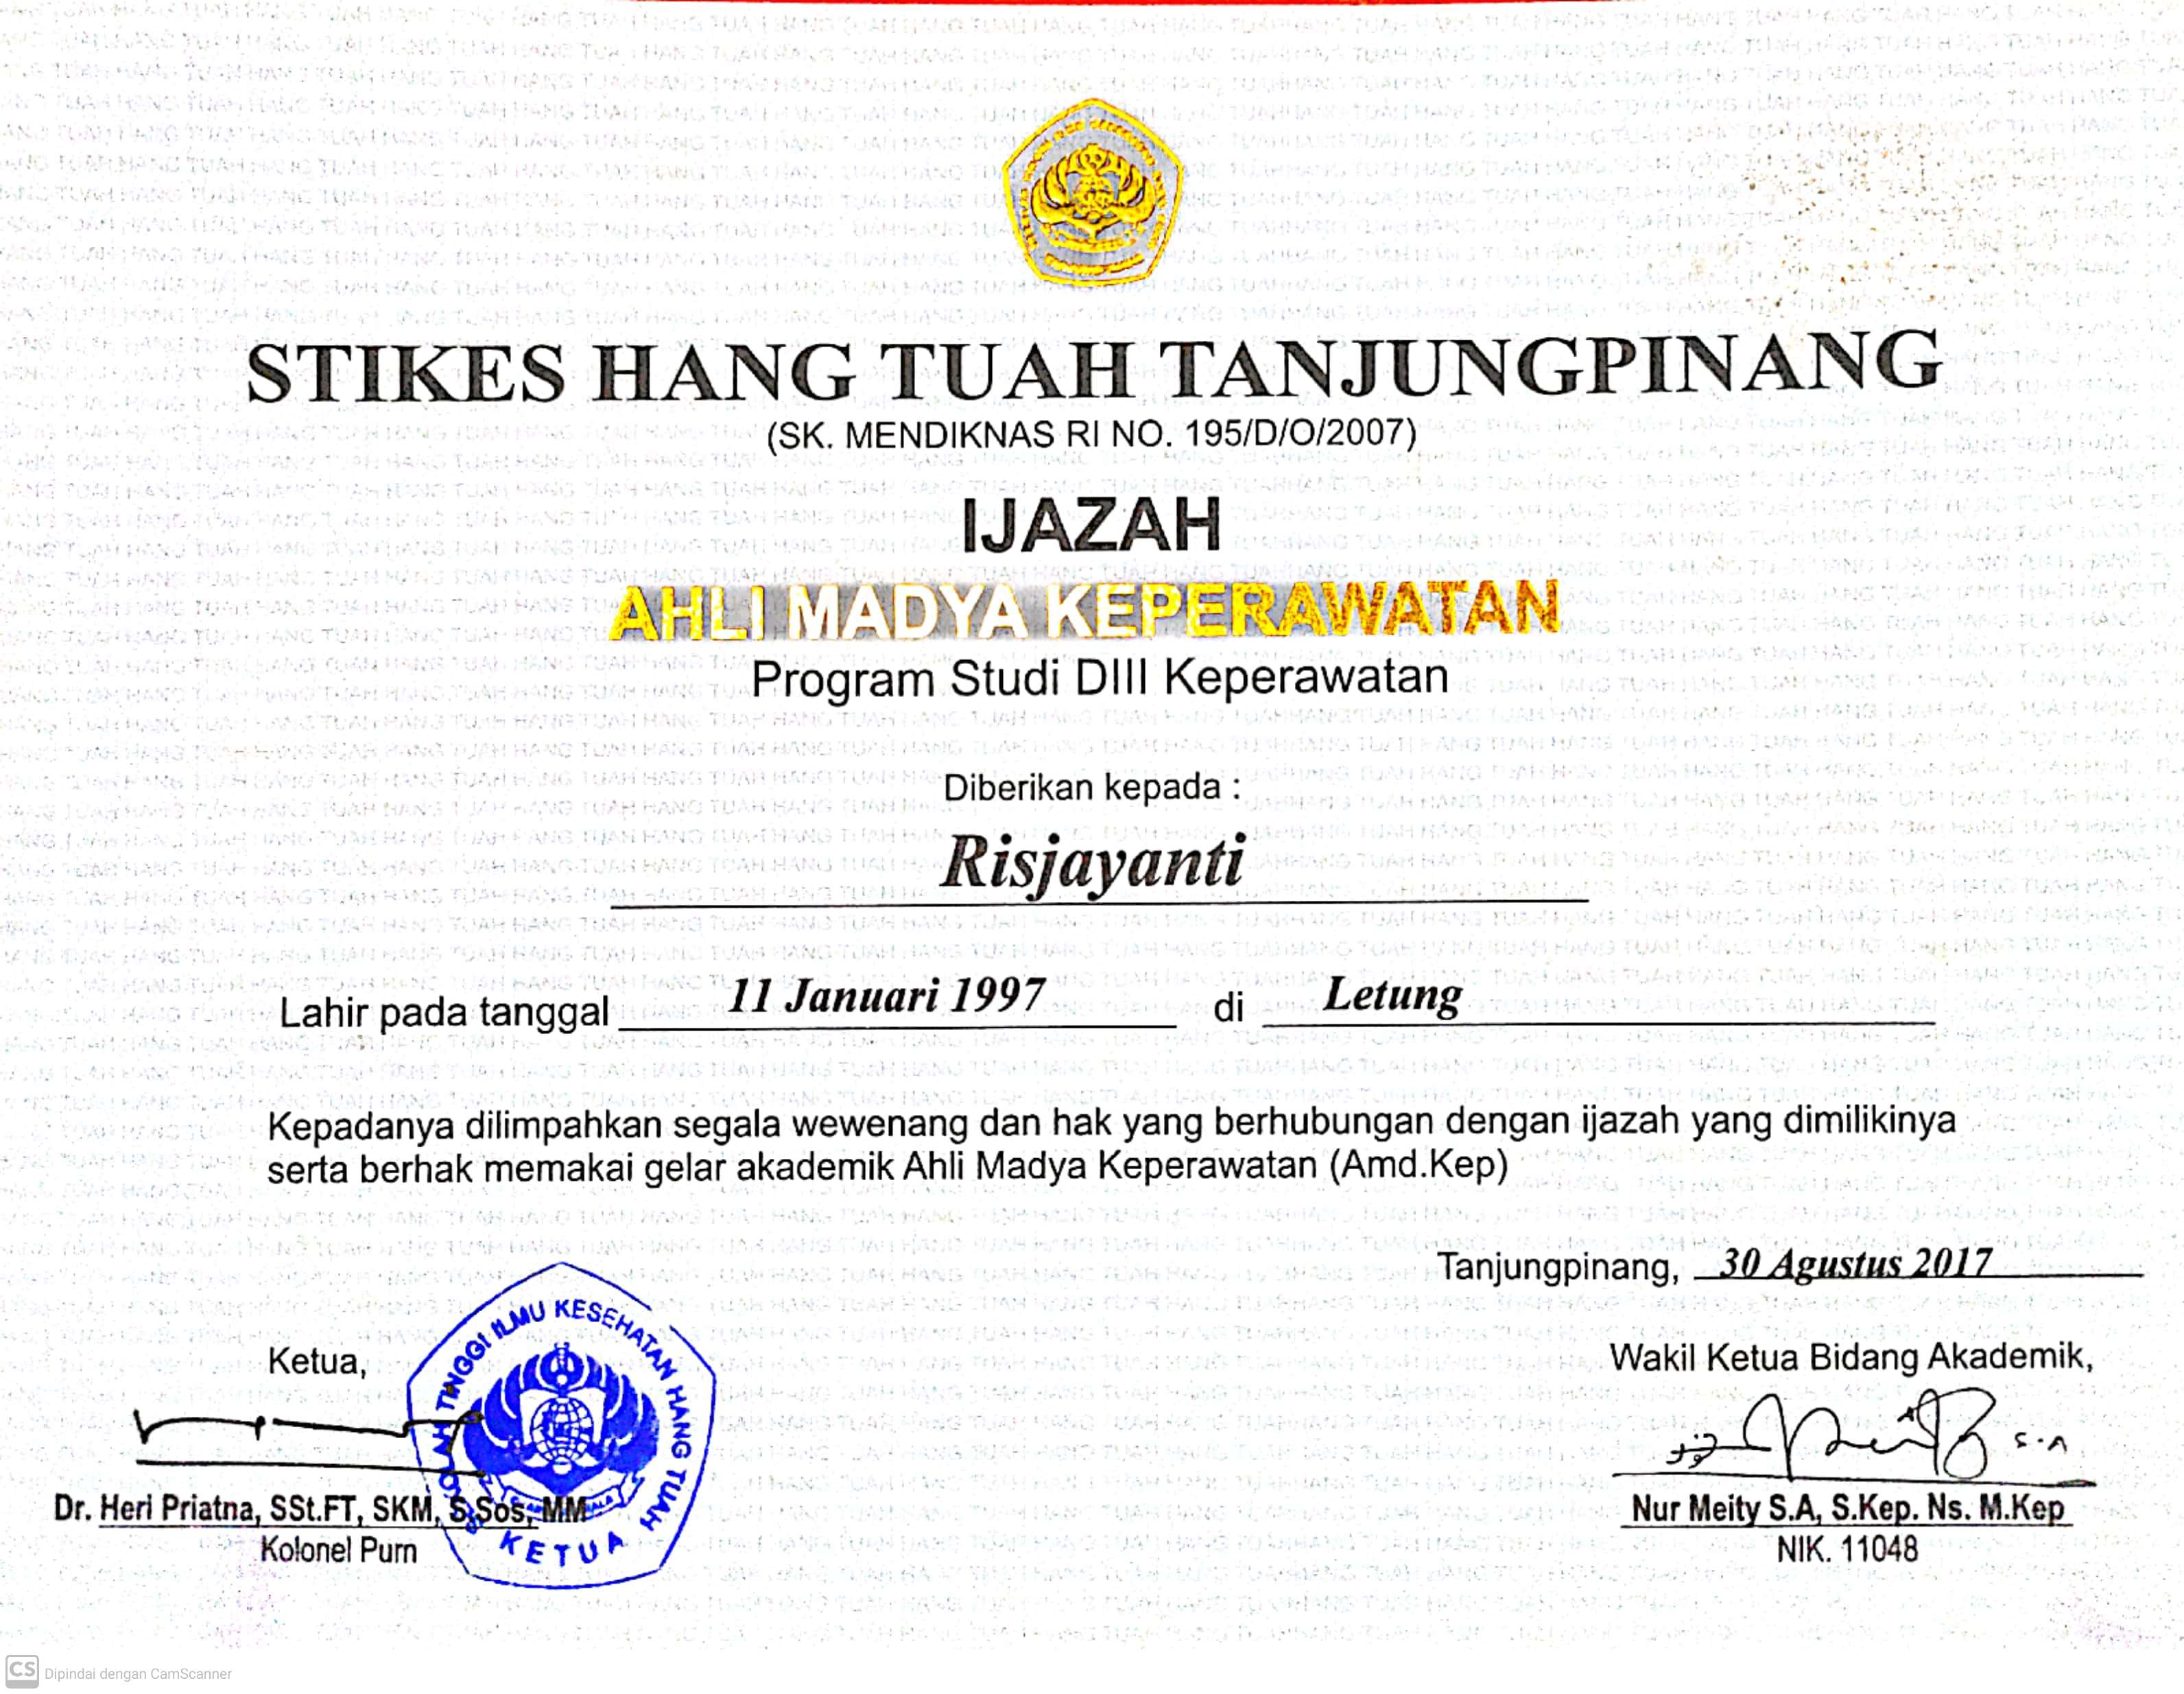 STIKES HANG TUAH TANJUNGPINANG
(SK. MENDIKNAS RI NO. 195/D/O/2007)
IJAZAH
AHLI MADYA KEPERAWATAN
Program Studi DIII Keperawatan
Diberikan kepada :
Risjayanti
Lahir pada tanggal 11 Januari 1997 di Letung
Kepadanya dilimpahkan segala wewenang dan hak yang berhubungan dengan ijazah yang dimilikinya
serta berhak memakai gelar akademik Ahli Madya Keperawatan (Amd.Kep)
Tanjungpinang, 30 Agustus 2017
Ketua,
SEKOLAH TINGGI ILMU KESEHATAN HANG TUAH
KETUA
Dr. Heri Priatna, SSt.FT, SKM, S.Sos, MM
Kolonel Purn
Wakil Ketua Bidang Akademik,
S.A
Nur Meity S.A, S.Kep. Ns. M.Kep
NIK. 11048
CS Dipindai dengan CamScanner